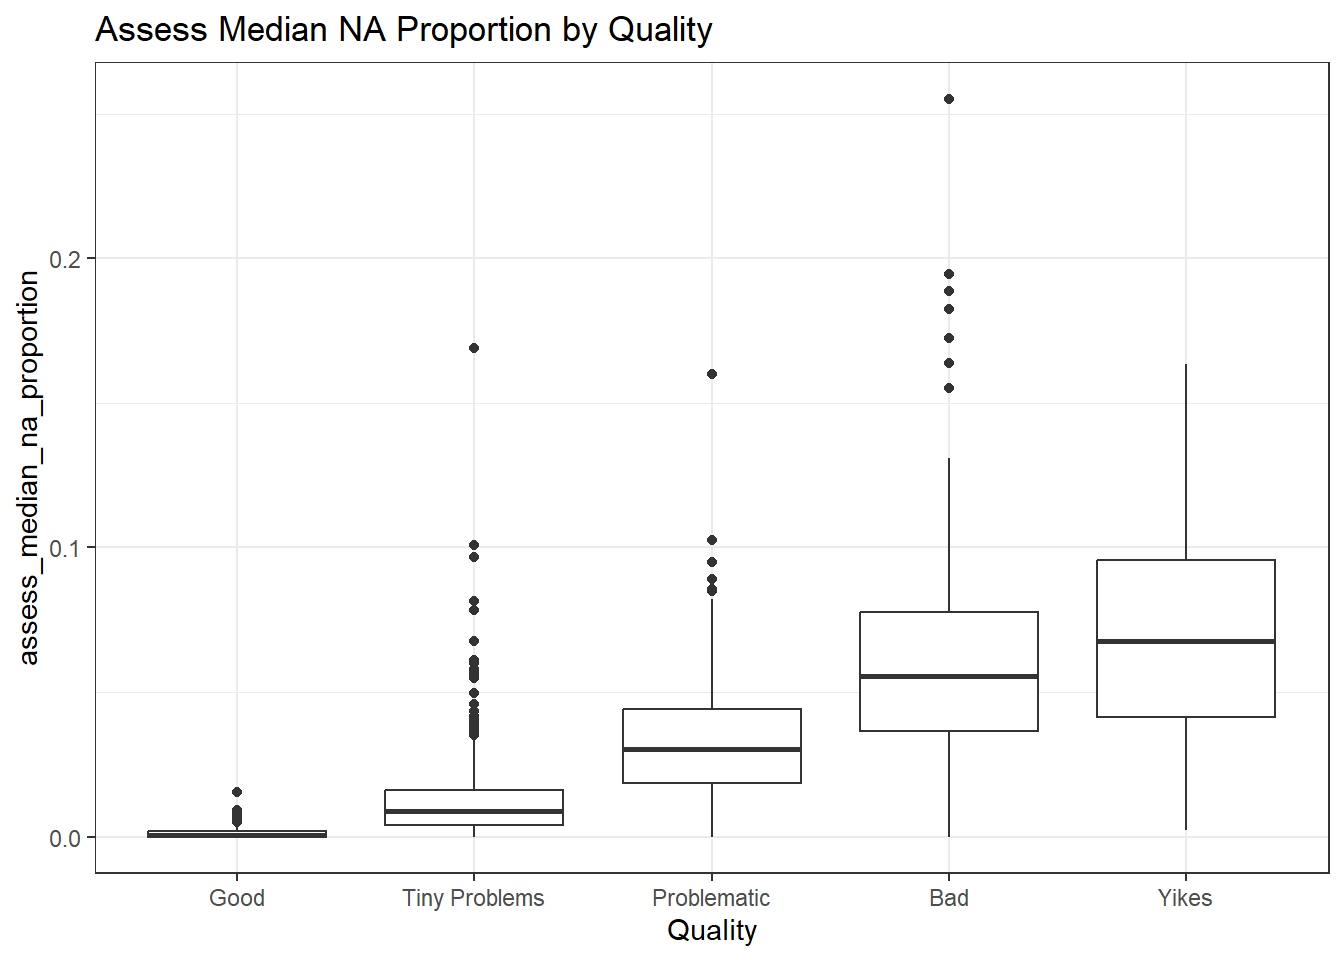 Assess Median NA Proportion by Quality
assess_median_na_proportion
0.2
0.1
0.0
Good Tiny Problems Problematic Bad Yikes
Quality